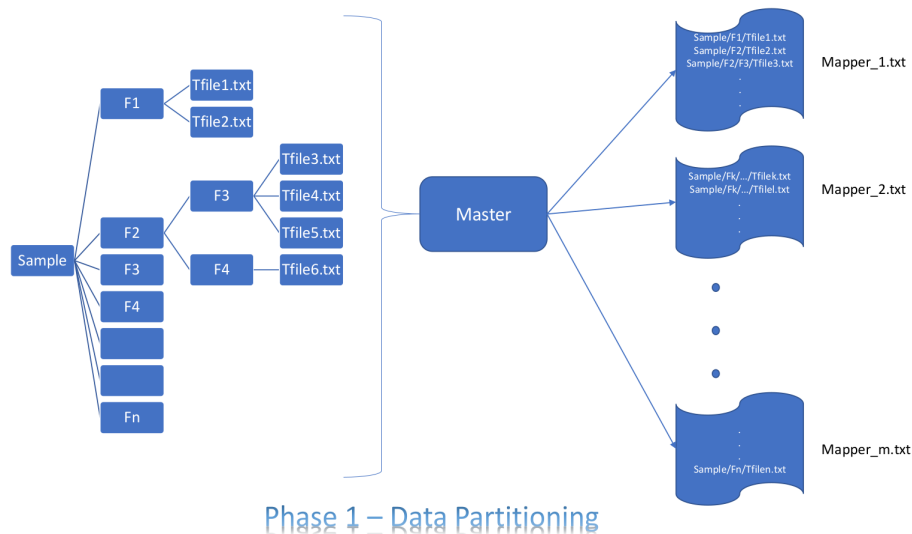 Sample
F1
Tfile1.txt
Tfile2.txt
F2
F3
Tfile3.txt
Tfile4.txt
Tfile5.txt
F4
Tfile6.txt
F3
F4
Fn
Master
Sample/F1/Tfile1.txt
Sample/F2/Tfile2.txt
Sample/F2/F3/Tfile3.txt
.
.
.
Mapper_1.txt
Sample/Fk/.../Tfilek.txt
Sample/Fk/.../Tfilel.txt
.
.
.
Mapper_2.txt
.
.
.
Sample/Fn/Tfilen.txt
Mapper_m.txt
Phase 1 – Data Partitioning